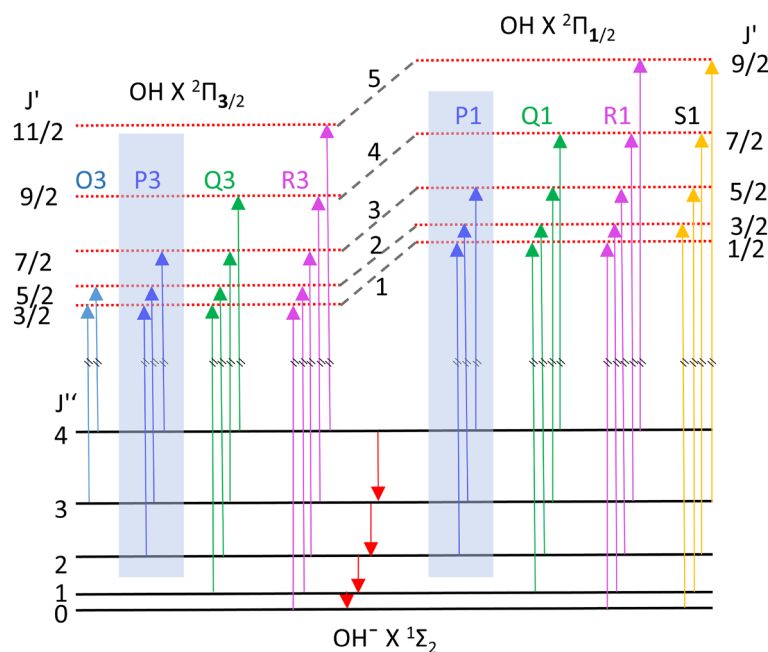 OH X ²Π₁/₂
J'
9/2
5
J'
OH X ²Π₃/₂
11/2
P1
Q1
R1
S1
7/2
4
O3
P3
Q3
R3
9/2
5/2
3
3/2
7/2
2
1/2
5/2
1
3/2
J‘‘
4
3
2
1
0
OH⁻ X ¹Σ₂